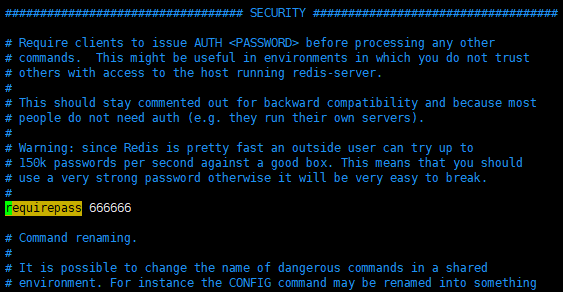 ################################ SECURITY ###################################
# Require clients to issue AUTH <PASSWORD> before processing any other
# commands.  This might be useful in environments in which you do not trust
# others with access to the host running redis-server.
#
# This should stay commented out for backward compatibility and because most
# people do not need auth (e.g. they run their own servers).
#
# Warning: since Redis is pretty fast an outside user can try up to
# 150k passwords per second against a good box. This means that you should
# use a very strong password otherwise it will be very easy to break.
#
requirepass 666666
# Command renaming.
#
# It is possible to change the name of dangerous commands in a shared
# environment. For instance the CONFIG command may be renamed into something